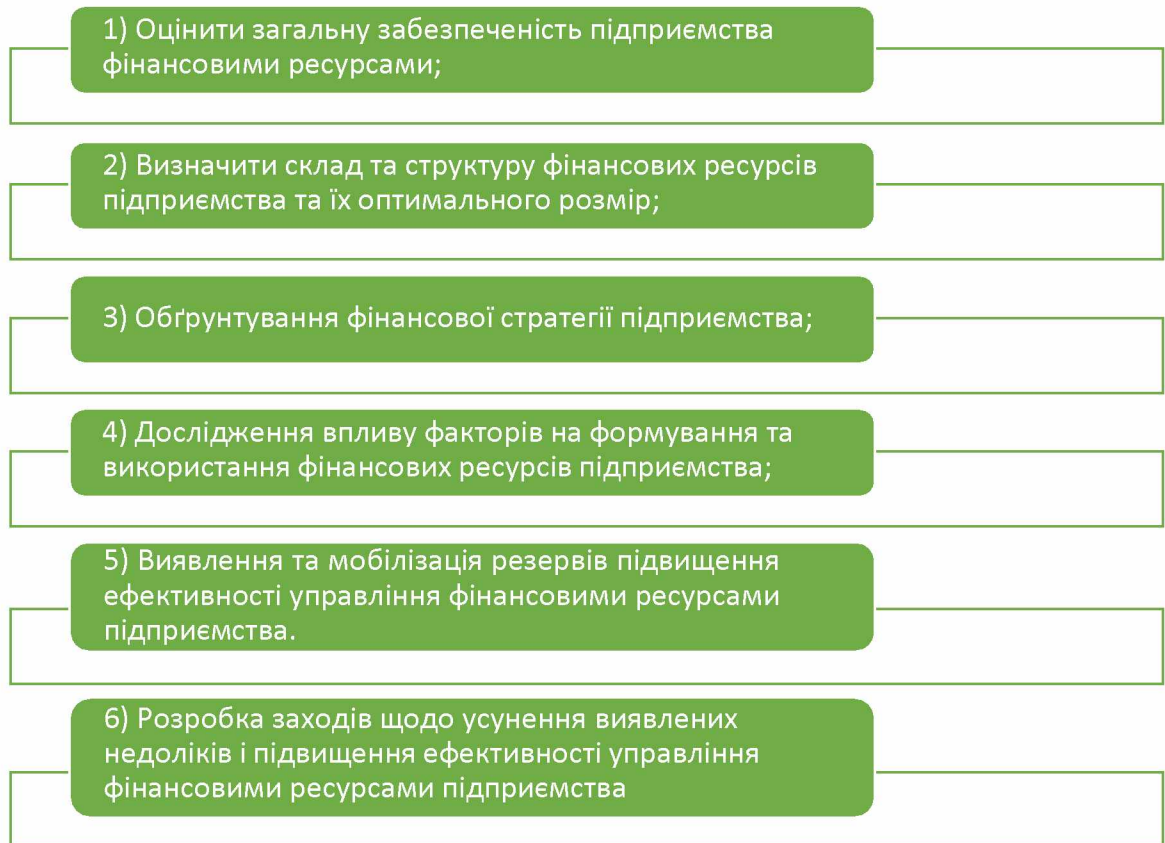 1) Оцінити загальну забезпеченість підприємства
фінансовими ресурсами;
2) Визначити склад та структуру фінансових ресурсів
підприємства та їх оптимального розмір;
3) Обґрунтування фінансової стратегії підприємства;
4) Дослідження впливу факторів на формування та
використання фінансових ресурсів підприємства;
5) Виявлення та мобілізація резервів підвищення
ефективності управління фінансовими ресурсами
підприємства.
6) Розробка заходів щодо усунення виявлених
недоліків і підвищення ефективності управління
фінансовими ресурсами підприємства